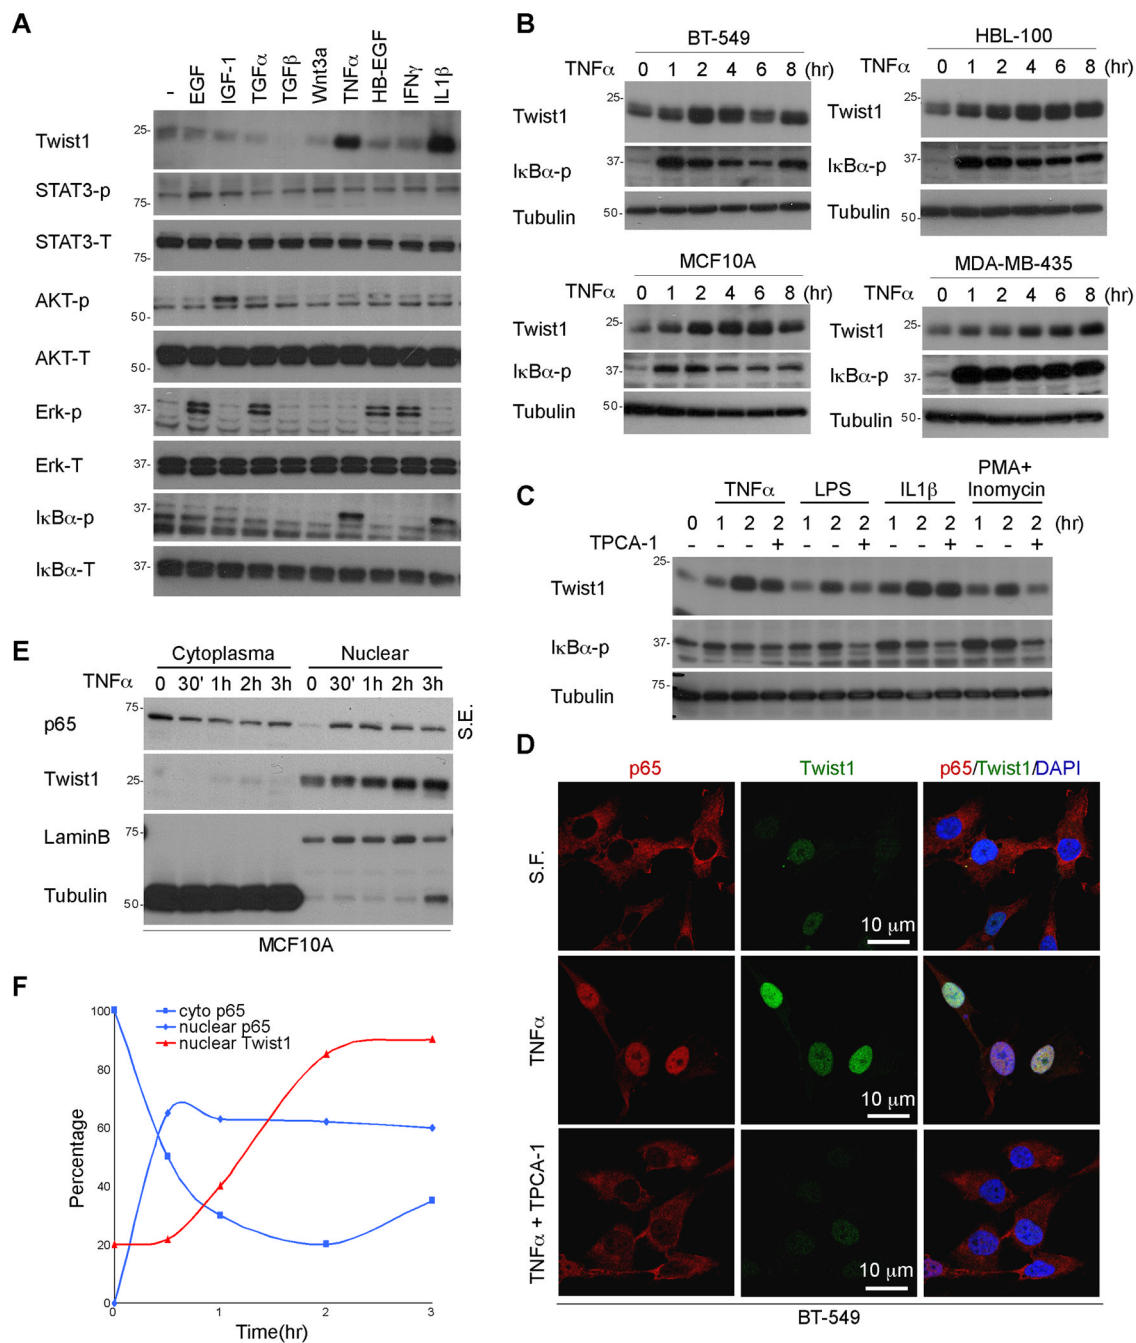 A
- EGF IGF-1 TGFα TGFβ Wnt3a TNFα HB-EGF IFNγ IL1β
Twist1 25-
STAT3-p 75-
STAT3-T 75-
AKT-p 50-
AKT-T 50-
Erk-p 37-
Erk-T 37-
IκBα-p 37-
IκBα-T 37-
B
BT-549
TNFα 0 1 2 4 6 8 (hr)
Twist1 25-
IκBα-p 37-
Tubulin 50-
HBL-100
TNFα 0 1 2 4 6 8 (hr)
Twist1 25-
IκBα-p 37-
Tubulin 50-
MCF10A
TNFα 0 1 2 4 6 8 (hr)
Twist1 25-
IκBα-p 37-
Tubulin 50-
MDA-MB-435
TNFα 0 1 2 4 6 8 (hr)
Twist1 25-
IκBα-p 37-
Tubulin 50-
C
TNFα LPS IL1β PMA+
Inomycin
0 1 2 2 1 2 2 1 2 2 1 2 2 (hr)
TPCA-1 - - - + - - + - - + - - +
Twist1 25-
IκBα-p 37-
Tubulin 75-
E
Cytoplasma Nuclear
TNFα 0 30' 1h 2h 3h 0 30' 1h 2h 3h
p65 75- S.E.
Twist1 25-
LaminB 75-
Tubulin 50-
MCF10A
D
p65 Twist1 p65/Twist1/DAPI
S.F.
10 μm
TNFα
10 μm
TNFα + TPCA-1
10 μm
BT-549
F
cyto p65
nuclear p65
nuclear Twist1
Percentage
100
80
60
40
20
0
0 1 2 3
Time(hr)